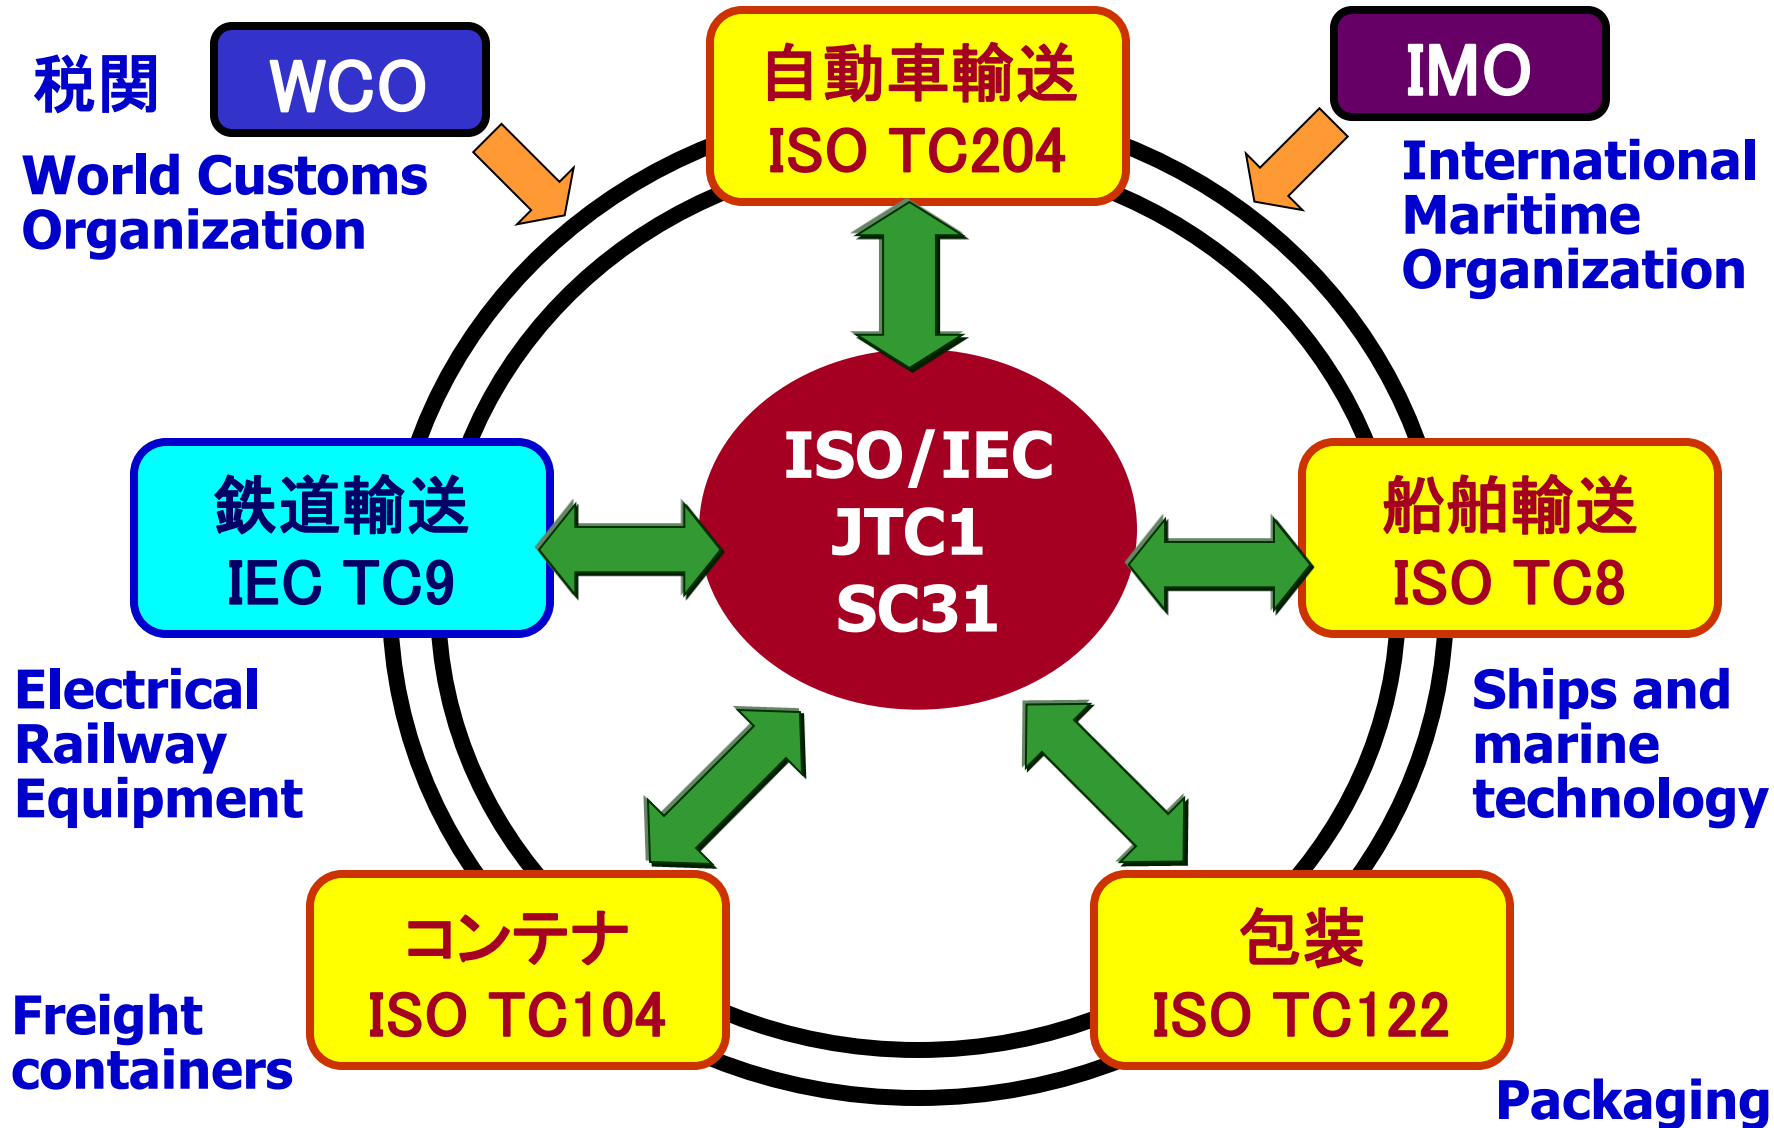 税関
WCO
World Customs
Organization
自動車輸送
ISO TC204
IMO
International
Maritime
Organization
鉄道輸送
IEC TC9
Electrical
Railway
Equipment
ISO/IEC
JTC1
SC31
船舶輸送
ISO TC8
Ships and
marine
technology
コンテナ
ISO TC104
Freight
containers
包装
ISO TC122
Packaging